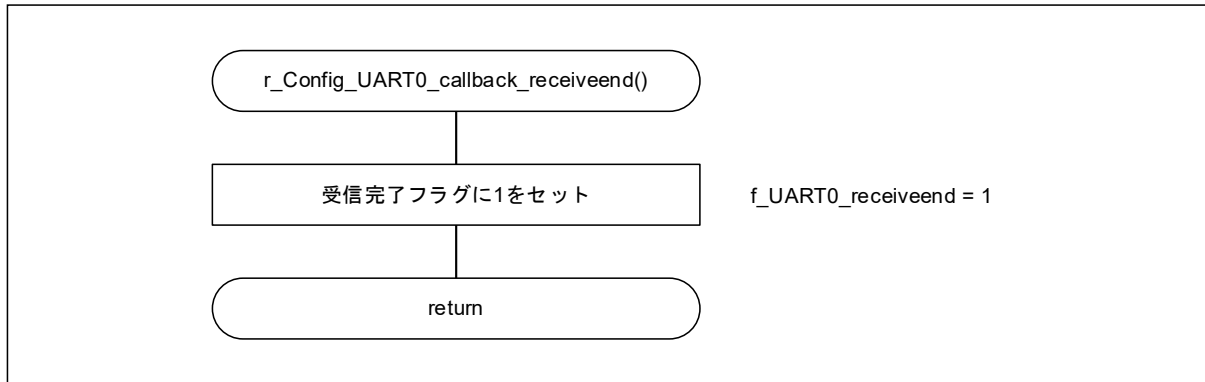 r_Config_UART0_callback_receiveend()
受信完了フラグに1をセット
f_UART0_receiveend = 1
return